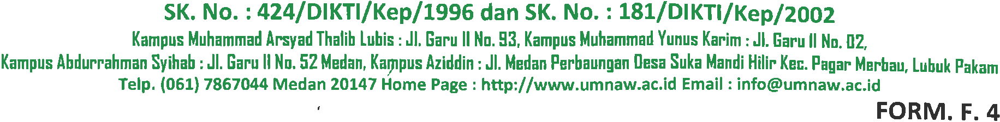 SK. No. : 424/DIKTI/Kep/1996 dan SK. No. : 181/DIKTI/Kep/2002
Kampus Muhammad Arsyad Thalib Lubis : Jl. Garu II No. 93, Kampus Muhammad Yunus Karim : Jl. Garu II No. 02,
Kampus Abdurrahman Syihab : Jl. Garu II No. 52 Medan, Kampus Aziddin : Jl. Medan Perbaungan Desa Suka Mandi Hilir Kec. Pagar Merbau, Lubuk Pakam
Telp. (061) 7867044 Medan 20147 Home Page : http://www.umnaw.ac.id Email : info@umnaw.ac.id
FORM. F. 4